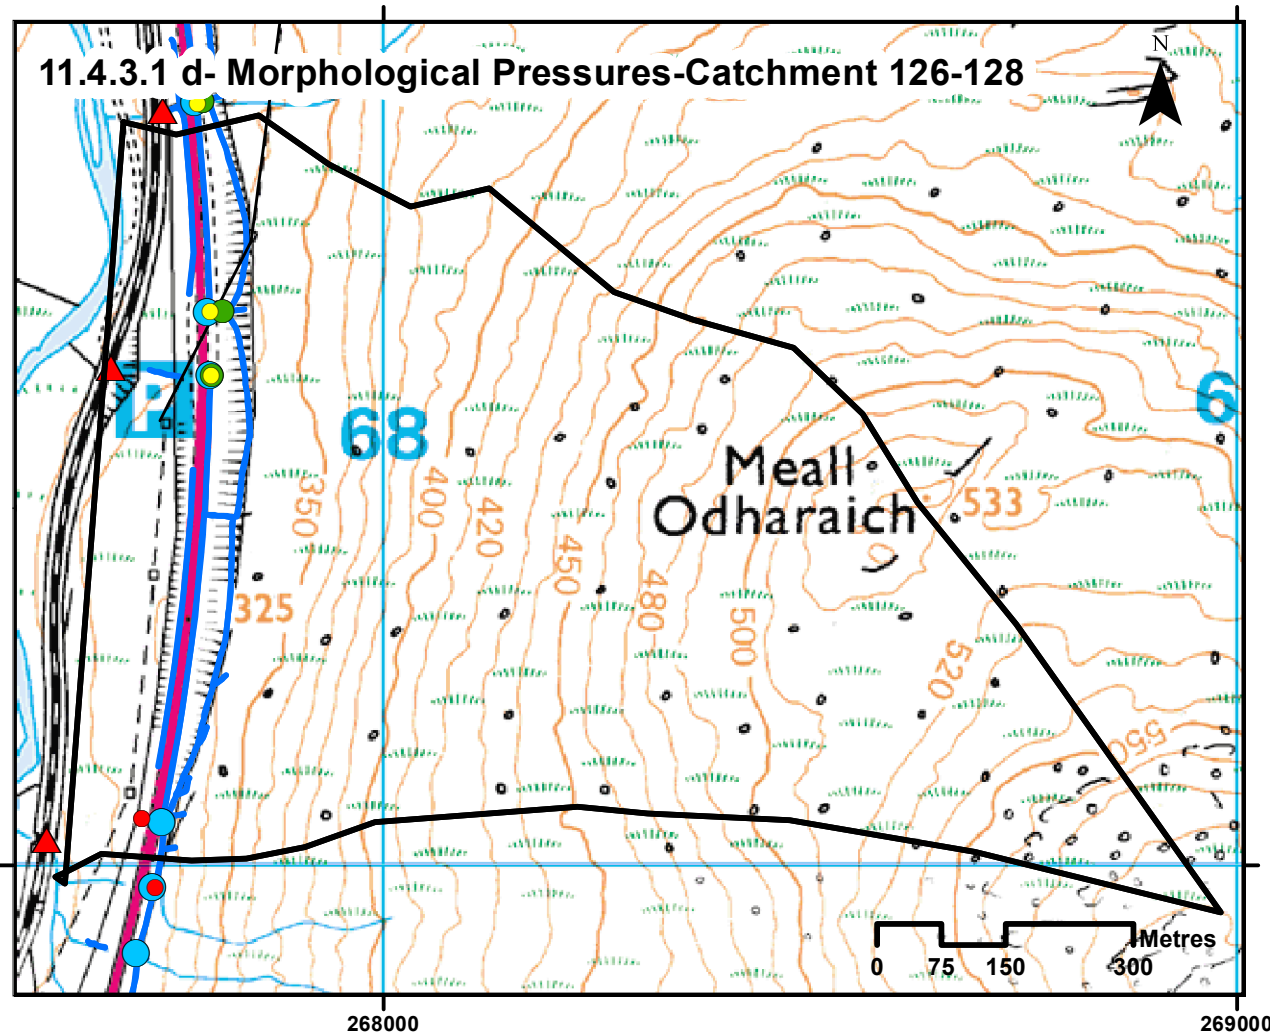 N
11.4.3.1 d- Morphological Pressures-Catchment 126-128
P
68
6
Meall
Odharaich
533
350
400
420
450
480
500
520
550
325
Metres
0 75 150 300
268000
269000